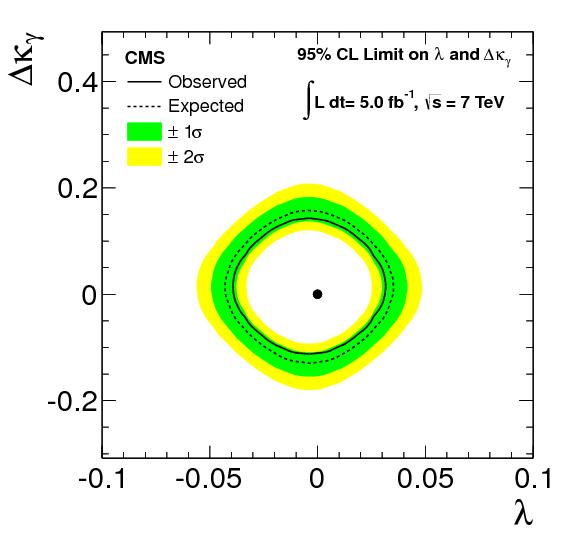 Δκγ
CMS
Observed
Expected
± 1σ
± 2σ
95% CL Limit on λ and Δκγ
∫L dt= 5.0 fb⁻¹, √s = 7 TeV
0.4
0.2
0
-0.2
-0.1 -0.05 0 0.05 0.1
λ